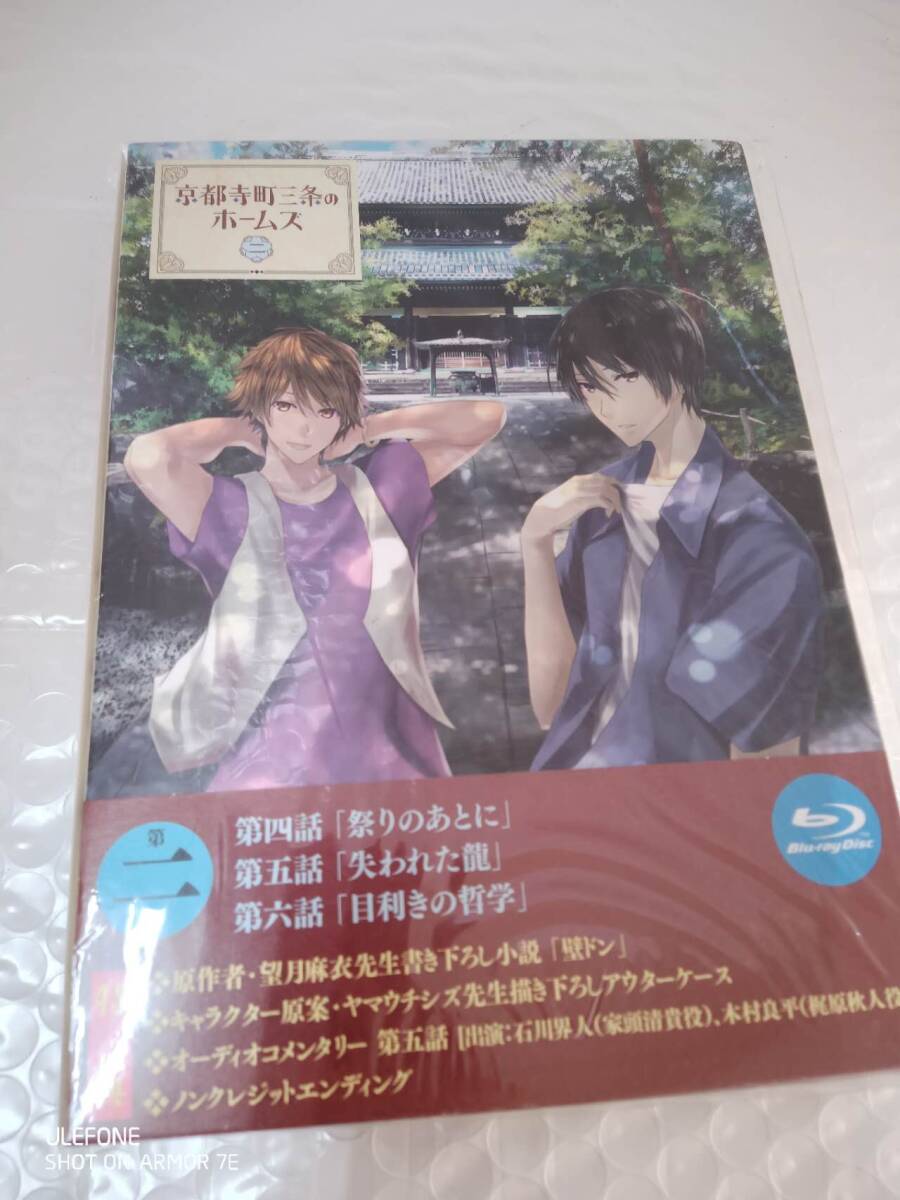 京都寺町三条の
ホームズ
二
第
二
第四話「祭りのあとに」
第五話「失われた龍」
第六話「目利きの哲学」
Blu-ray Disc
原作者・望月麻衣先生書き下ろし小説「壁ドン」
キャラクター原案・ヤマウチシズ先生描き下ろしアウターケース
オーディオコメンタリー 第五話 [出演:石川界人(家頭清貴役)、木村良平(梶原秋人役
ノンクレジットエンディング
ULEFONE
SHOT ON ARMOR 7E